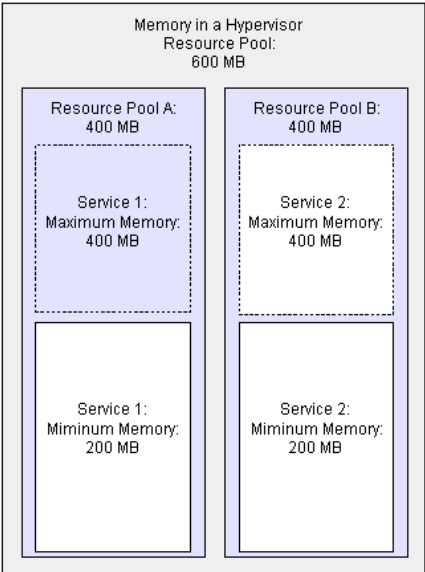 Memory in a Hypervisor
Resource Pool:
600 MB
Resource Pool A:
400 MB
Service 1:
Maximum Memory:
400 MB
Service 1:
Miminum Memory:
200 MB
Resource Pool B:
400 MB
Service 2:
Maximum Memory:
400 MB
Service 2:
Miminum Memory:
200 MB